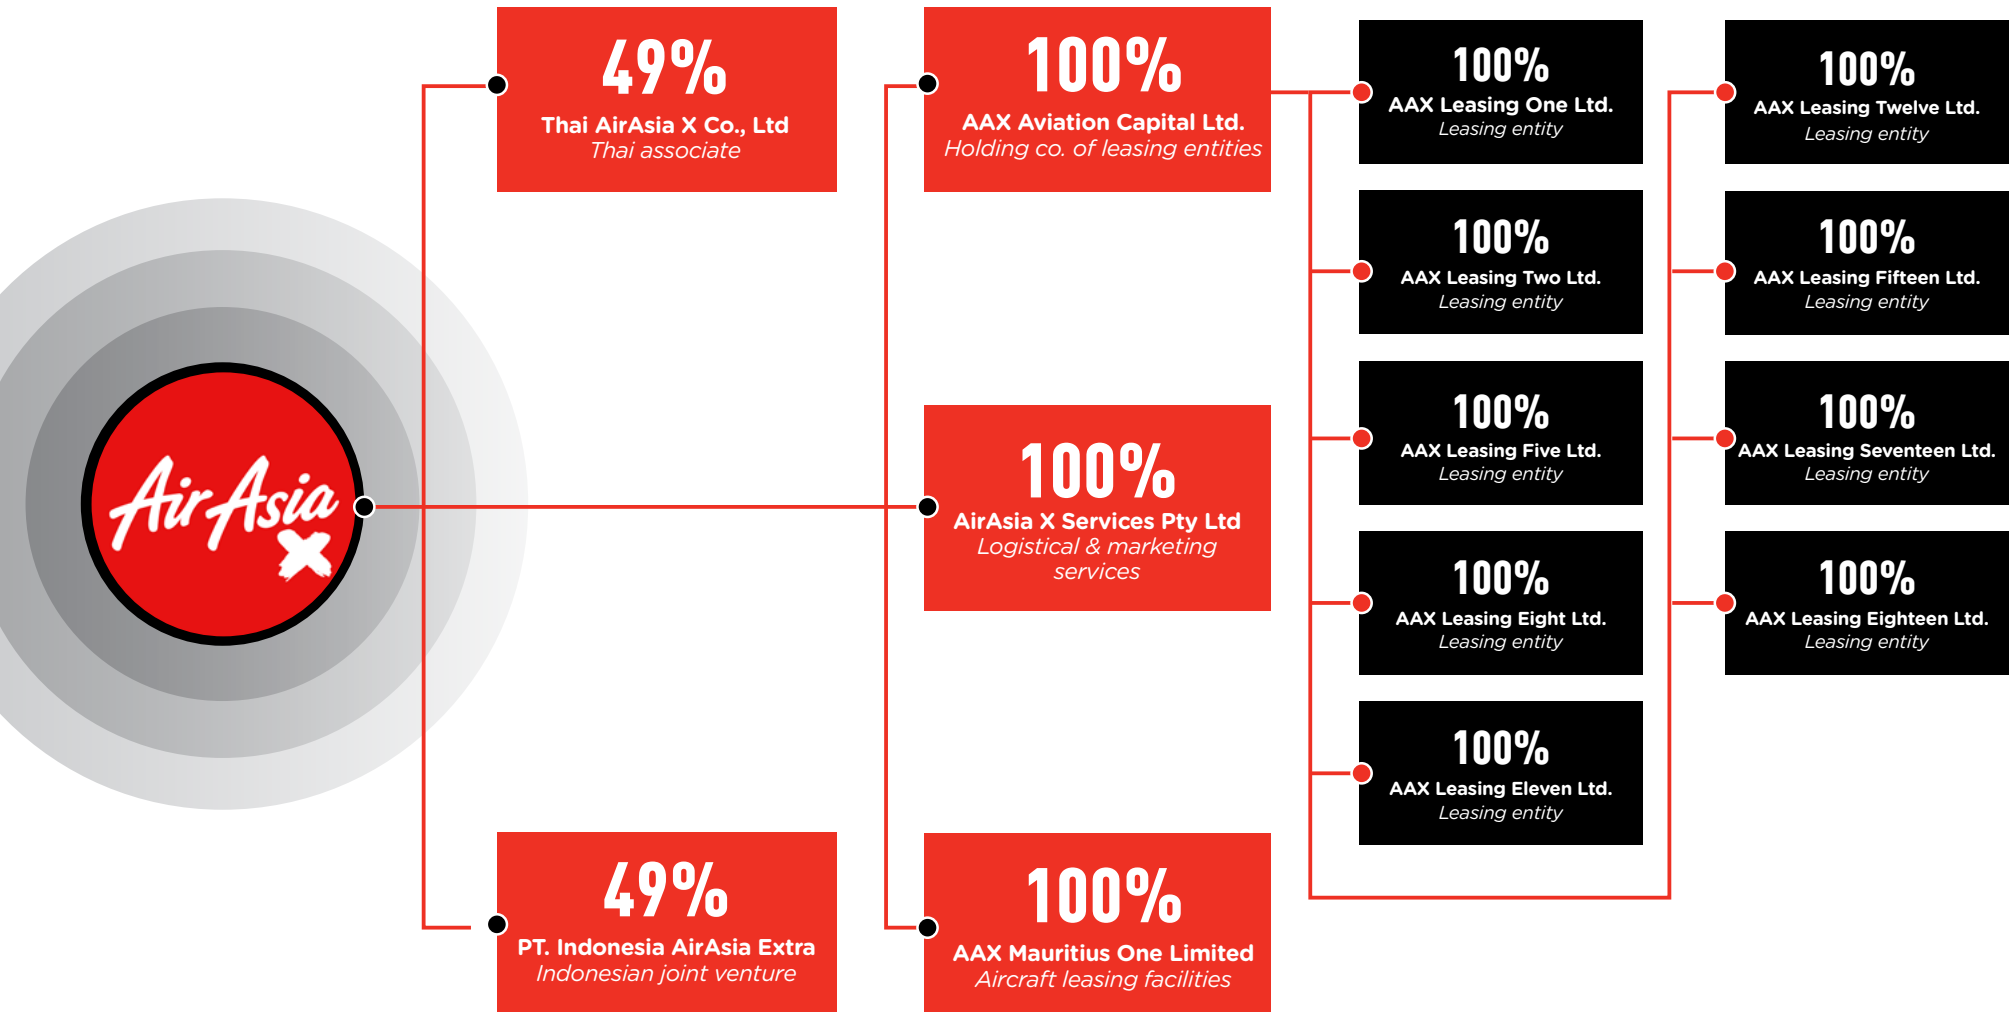 AirAsia
X
49%
Thai AirAsia X Co., Ltd
Thai associate
49%
PT. Indonesia AirAsia Extra
Indonesian joint venture
100%
AAX Aviation Capital Ltd.
Holding co. of leasing entities
100%
AirAsia X Services Pty Ltd
Logistical & marketing
services
100%
AAX Mauritius One Limited
Aircraft leasing facilities
100%
AAX Leasing One Ltd.
Leasing entity
100%
AAX Leasing Two Ltd.
Leasing entity
100%
AAX Leasing Five Ltd.
Leasing entity
100%
AAX Leasing Eight Ltd.
Leasing entity
100%
AAX Leasing Eleven Ltd.
Leasing entity
100%
AAX Leasing Twelve Ltd.
Leasing entity
100%
AAX Leasing Fifteen Ltd.
Leasing entity
100%
AAX Leasing Seventeen Ltd.
Leasing entity
100%
AAX Leasing Eighteen Ltd.
Leasing entity